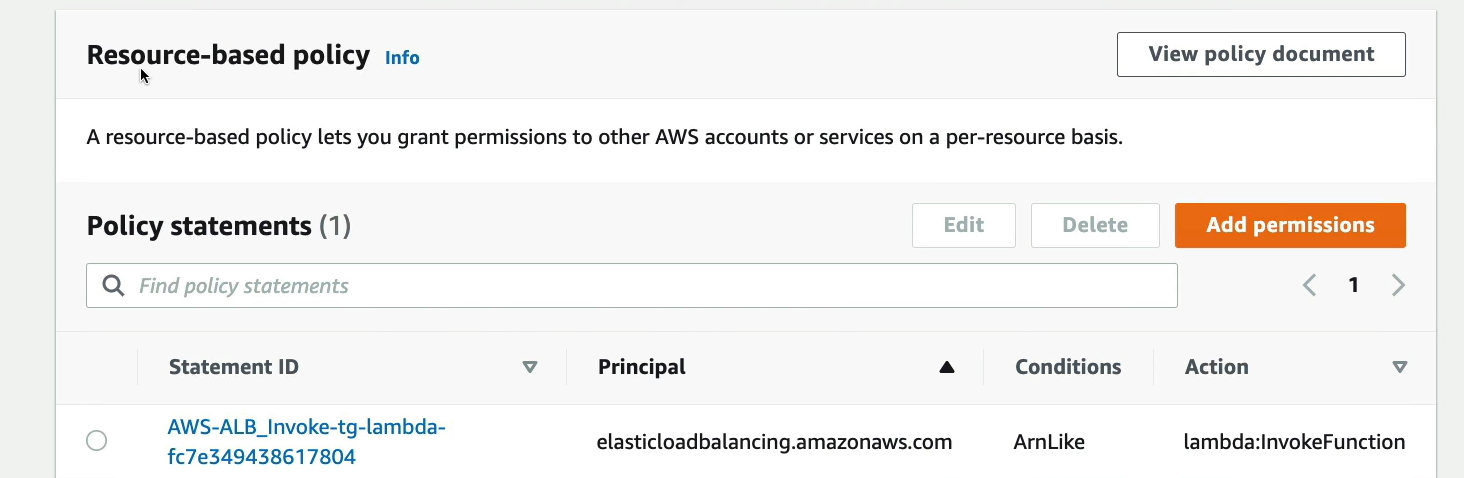 Resource-based policy Info
View policy document
A resource-based policy lets you grant permissions to other AWS accounts or services on a per-resource basis.
Policy statements (1)
Edit
Delete
Add permissions
Find policy statements
1
Statement ID
Principal
Conditions
Action
AWS-ALB_Invoke-tg-lambda-
fc7e349438617804
elasticloadbalancing.amazonaws.com
ArnLike
lambda:InvokeFunction